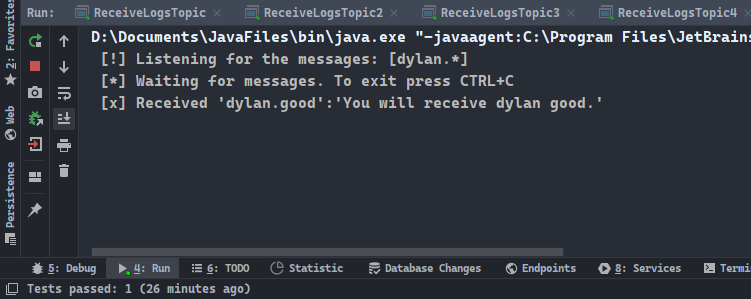 Run: ReceiveLogsTopic ReceiveLogsTopic2 ReceiveLogsTopic3 ReceiveLogsTopic4
D:\Documents\JavaFiles\bin\java.exe "-javaagent:C:\Program Files\JetBrains
[!] Listening for the messages: [dylan.*]
[*] Waiting for messages. To exit press CTRL+C
[x] Received 'dylan.good':'You will receive dylan good.'
2: Favorites
Web
Persistence
5: Debug 4: Run 6: TODO Statistic Database Changes Endpoints 8: Services Termi
Tests passed: 1 (26 minutes ago)